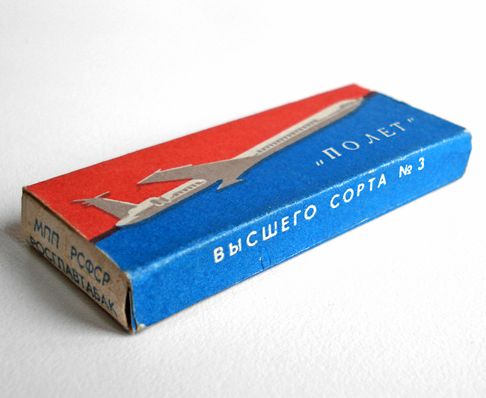 „ПОЛЕТ"
ВЫСШЕГО СОРТА № 3
МПП РСФСР
РОСГЛАВТАБАК